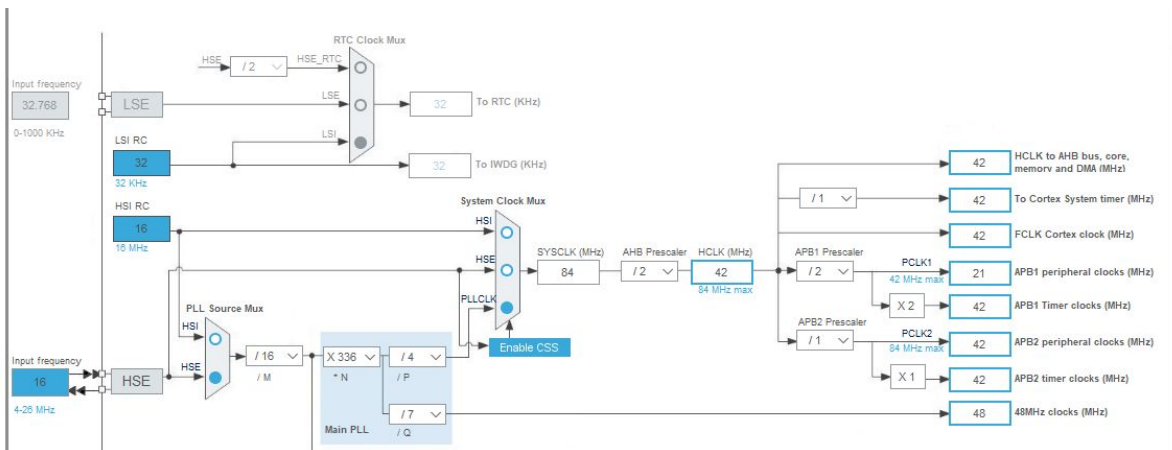 RTC Clock Mux
HSE
/ 2
HSE_RTC
Input frequency
32.768
0-1000 KHz
LSE
LSE
32
To RTC (KHz)
LSI RC
32
32 KHz
LSI
32
To IWDG (KHz)
HSI RC
16
16 MHz
System Clock Mux
HSI
HSE
PLLCLK
SYSCLK (MHz)
84
AHB Prescaler
/ 2
HCLK (MHz)
42
84 MHz max
Enable CSS
PLL Source Mux
HSI
HSE
Input frequency
16
4-26 MHz
HSE
/ 16
/ M
X 336
* N
/ 4
/ P
/ 7
/ Q
Main PLL
42
HCLK to AHB bus, core,
memory and DMA (MHz)
/ 1
42
To Cortex System timer (MHz)
42
FCLK Cortex clock (MHz)
APB1 Prescaler
/ 2
PCLK1
42 MHz max
21
APB1 peripheral clocks (MHz)
X 2
42
APB1 Timer clocks (MHz)
APB2 Prescaler
/ 1
PCLK2
84 MHz max
42
APB2 peripheral clocks (MHz)
X 1
42
APB2 timer clocks (MHz)
48
48MHz clocks (MHz)